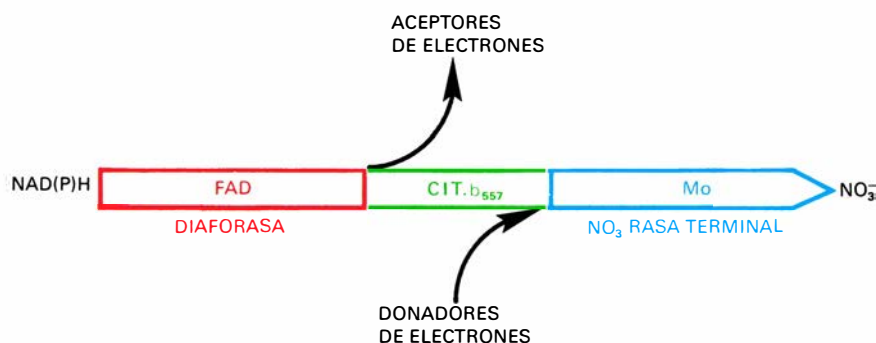 ACEPTORES
DE ELECTRONES
NAD(P)H
FAD
CIT.b₅₅₇
Mo
NO₃⁻
DIAFORASA
NO₃ RASA TERMINAL
DONADORES
DE ELECTRONES